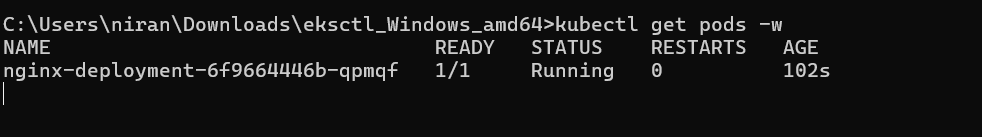 C:\Users\niran\Downloads\eksctl_Windows_amd64>kubectl get pods -w
NAME READY STATUS RESTARTS AGE
nginx-deployment-6f9664446b-qpmqf 1/1 Running 0 102s